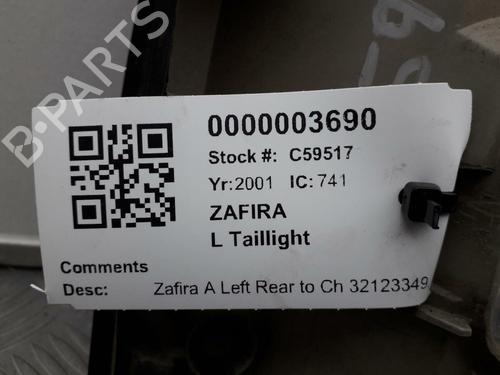 B-PARTS
0000003690
Stock #: C59517
Yr:2001 IC:741
ZAFIRA
L Taillight
Comments
Desc: Zafira A Left Rear to Ch 32123349